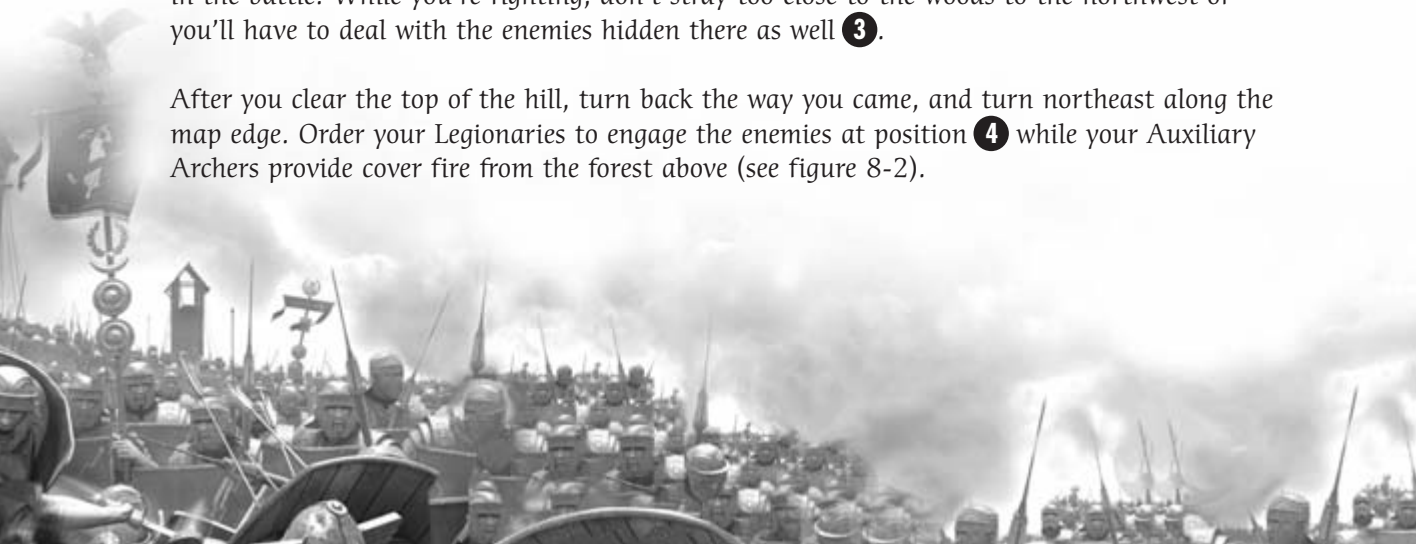 in the battle. While you're fighting, don't stray too close to the woods to the northwest or
you'll have to deal with the enemies hidden there as well 3.
After you clear the top of the hill, turn back the way you came, and turn northeast along the
map edge. Order your Legionaries to engage the enemies at position 4 while your Auxiliary
Archers provide cover fire from the forest above (see figure 8-2).